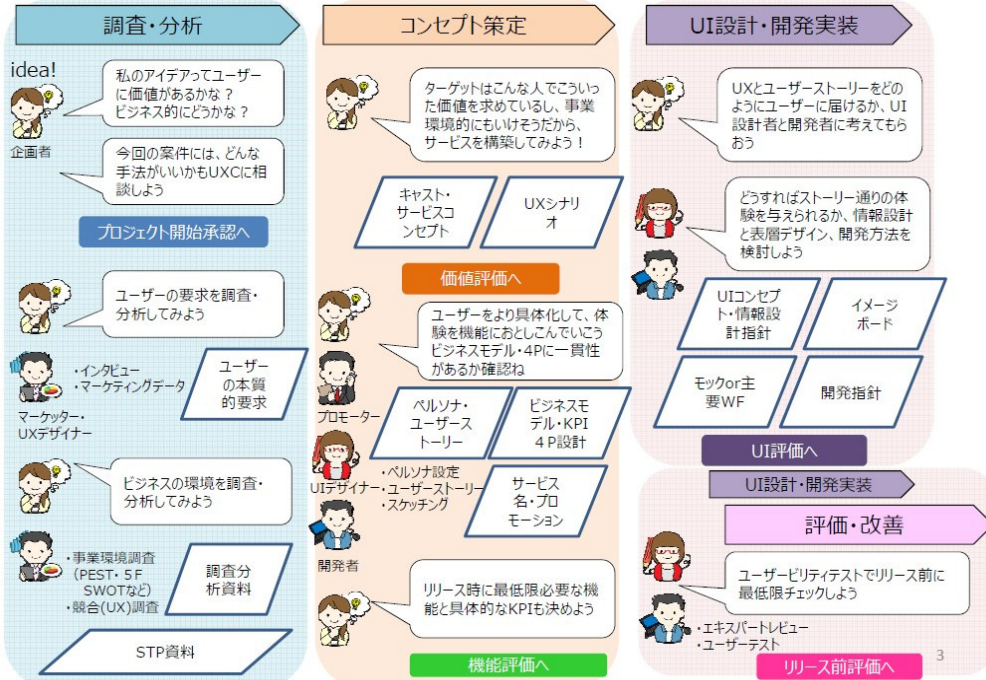 調査・分析
idea!
私のアイデアってユーザー
に価値があるかな？
ビジネス的にどうかな？
企画者
今回の案件には、どんな
手法がいいかもUXCに相
談しよう
プロジェクト開始承認へ
ユーザーの要求を調査・
分析してみよう
・インタビュー
・マーケティングデータ
ユーザー
の本質
的要求
マーケッター・
UXデザイナー
ビジネスの環境を調査・
分析してみよう
・事業環境調査
（PEST・５F
SWOTなど）
・競合(UX)調査
調査分
析資料
STP資料
コンセプト策定
ターゲットはこんな人でこういっ
た価値を求めているし、事業
環境的にもいけそうだから、
サービスを構築してみよう！
キャスト・
サービスコ
ンセプト
UXシナリ
オ
価値評価へ
ユーザーをより具体化して、体
験を機能におとしこんでいこう
ビジネスモデル・4Pに一貫性
があるか確認ね
プロモーター
ペルソナ・
ユーザース
トーリー
ビジネスモ
デル・KPI
４P設計
UIデザイナー
・ペルソナ設定
・ユーザーストーリー
・スケッチング
サービス
名・プロ
モーション
開発者
リリース時に最低限必要な機
能と具体的なKPIも決めよう
機能評価へ
UI設計・開発実装
UXとユーザーストーリーをど
のようにユーザーに届けるか、UI
設計者と開発者に考えてもら
おう
どうすればストーリー通りの体
験を与えられるか、情報設計
と表層デザイン、開発方法を
検討しよう
UIコンセプ
ト・情報設
計指針
イメージ
ボード
モックor主
要WF
開発指針
UI評価へ
UI設計・開発実装
評価・改善
ユーザービリティテストでリリース前に
最低限チェックしよう
・エキスパートレビュー
・ユーザーテスト
リリース前評価へ
3